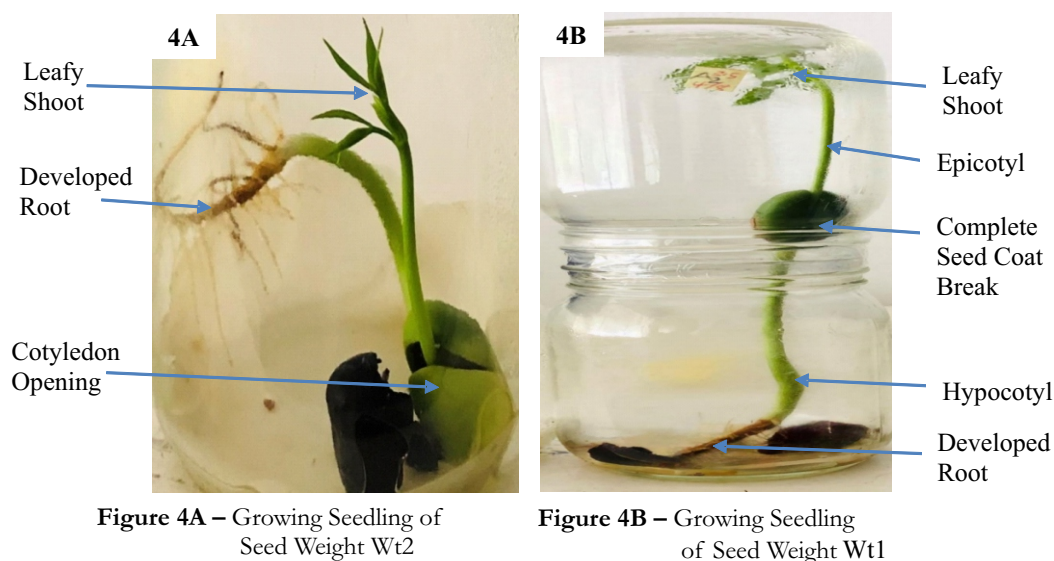 4A
Leafy
Shoot
Developed
Root
Cotyledon
Opening
Figure 4A – Growing Seedling of
Seed Weight Wt2
4B
Leafy
Shoot
Epicotyl
Complete
Seed Coat
Break
Hypocotyl
Developed
Root
Figure 4B – Growing Seedling
of Seed Weight Wt1